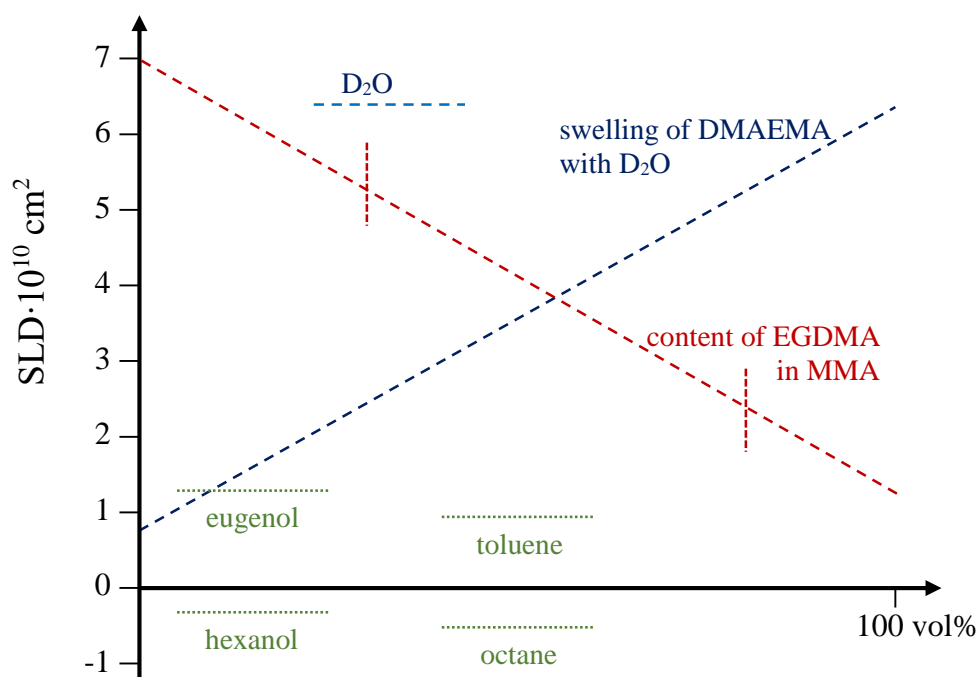 7
D₂O
6
swelling of DMAEMA
with D₂O
5
SLD·10¹⁰ cm²
4
content of EGDMA
in MMA
3
2
1
eugenol
toluene
0
hexanol
octane
100 vol%
-1